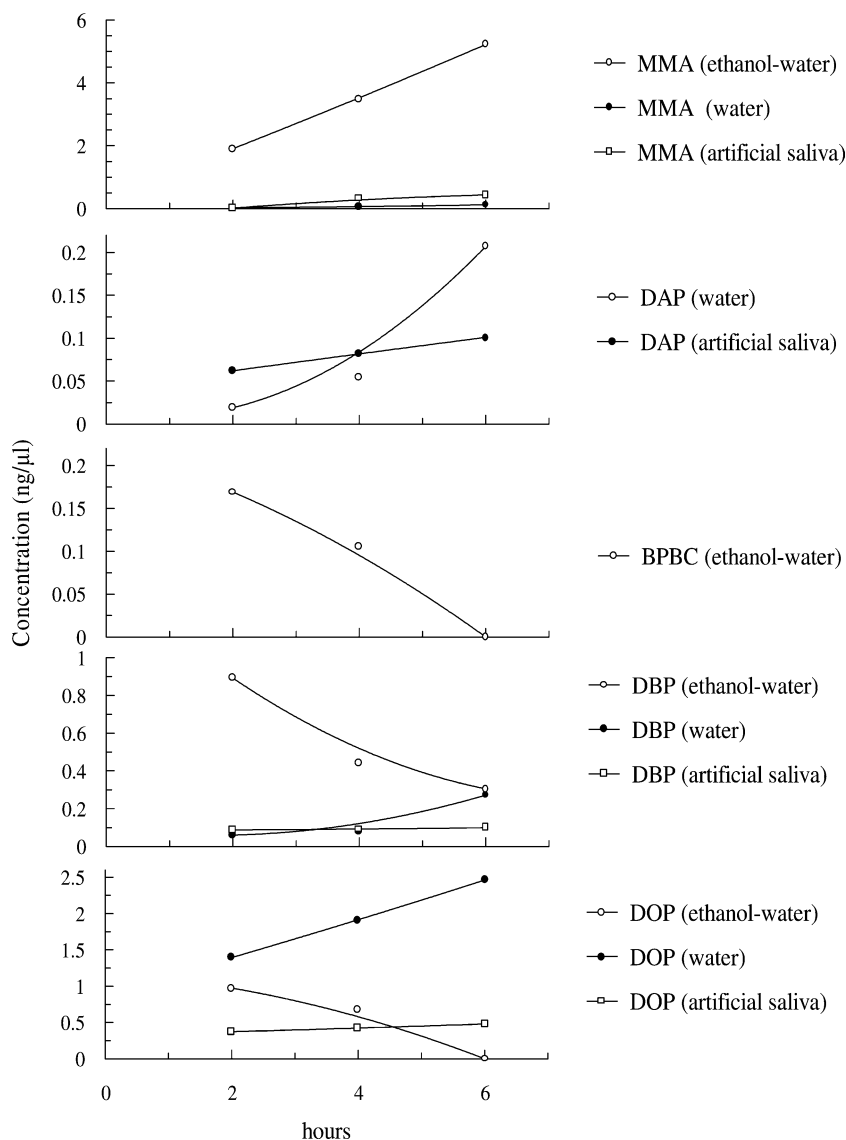 6
4
2
0
MMA (ethanol-water)
MMA (water)
MMA (artificial saliva)
0.2
0.15
0.1
0.05
0
DAP (water)
DAP (artificial saliva)
0.2
0.15
0.1
0.05
0
BPBC (ethanol-water)
Concentration (ng/µl)
1
0.8
0.6
0.4
0.2
0
DBP (ethanol-water)
DBP (water)
DBP (artificial saliva)
2.5
2
1.5
1
0.5
0
DOP (ethanol-water)
DOP (water)
DOP (artificial saliva)
0 2 4 6
hours